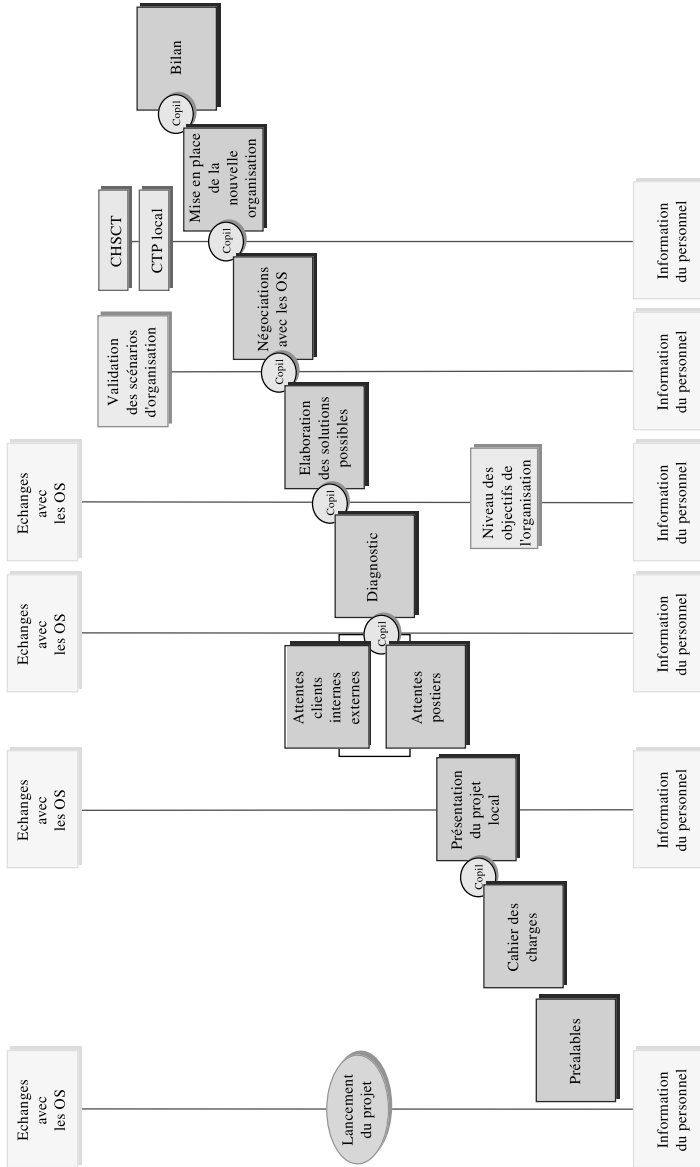 Echanges
avec
les OS
Echanges
avec
les OS
Echanges
avec
les OS
Echanges
avec
les OS
Validation
des scénarios
d'organisation
CHSCT
CTP local
Lancement
du projet
Préalables
Cahier des
charges
Copil
Présentation
du projet
local
Attentes
clients
internes
externes
Attentes
postiers
Copil
Diagnostic
Copil
Niveau des
objectifs de
l'organisation
Elaboration
des solutions
possibles
Copil
Négociations
avec les OS
Copil
Mise en place
de la
nouvelle
organisation
Copil
Bilan
Information
du personnel
Information
du personnel
Information
du personnel
Information
du personnel
Information
du personnel
Information
du personnel